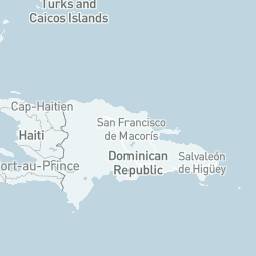 Turks and
Caicos Islands
Cap-Haitien
San Francisco
de Macorís
Haiti
Dominican
Republic
Salvaleón
de Higüey
ort-au-Prince